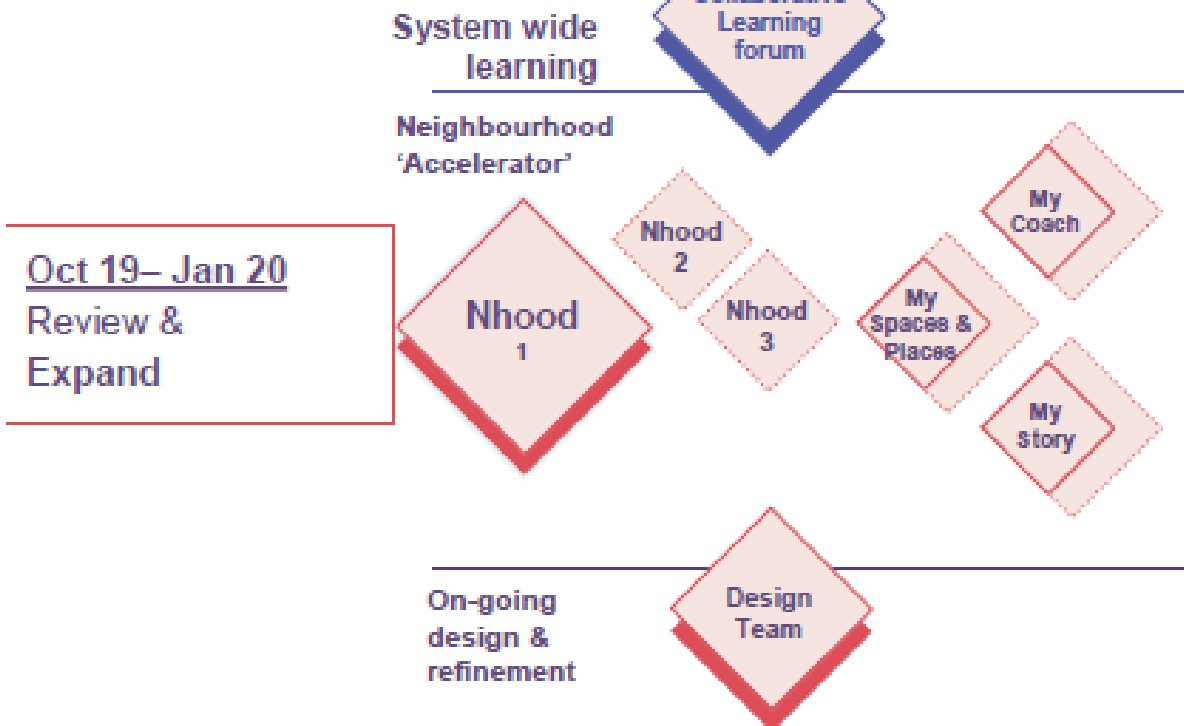 System wide
learning
Learning
forum
Neighbourhood
‘Accelerator’
Oct 19– Jan 20
Review &
Expand
Nhood
1
Nhood
2
Nhood
3
My
Spaces &
Places
My
Coach
My
Story
On-going
design &
refinement
Design
Team